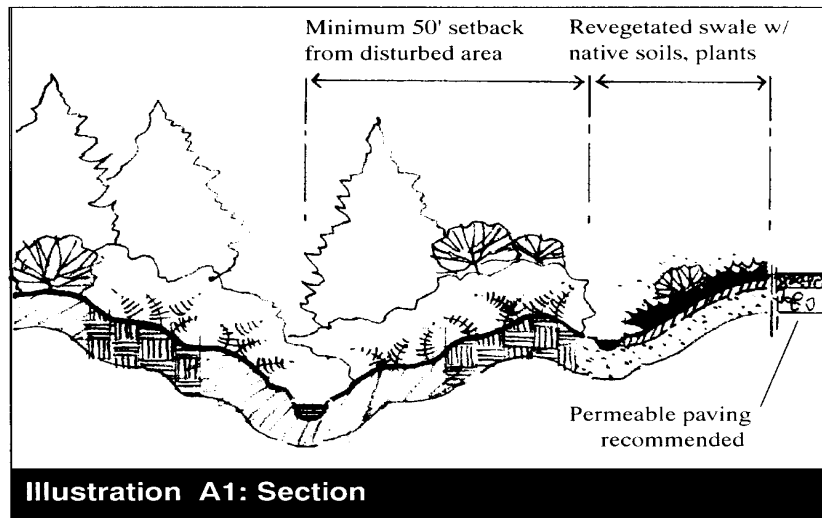 Minimum 50' setback
from disturbed area
Revegetated swale w/
native soils, plants
Permeable paving
recommended
Illustration A1: Section